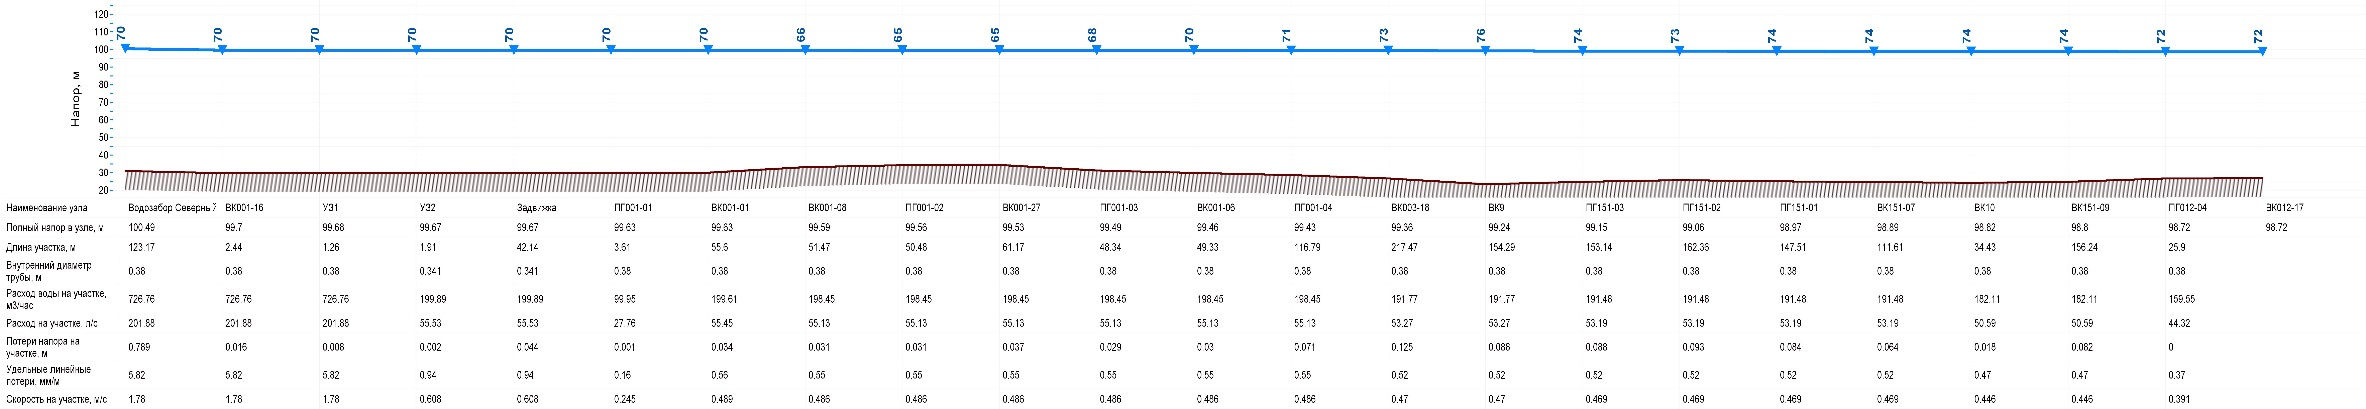 120
110
100
90
80
70
60
50
40
30
20
Напор, м
70 70 70 70 70 70 70 66 65 65 68 70 71 73 76 74 73 74 74 74 74 72 72
Наименование узла Водозабор Северный ВК001-16 УЗ1 УЗ2 Задвижка ПГ001-01 ВК001-01 ВК001-08 ПГ001-02 ВК001-27 ПГ001-03 ВК001-06 ПГ001-04 ВК003-18 ВК9 ПГ151-03 ПГ151-02 ПГ151-01 ВК151-07 ВК10 ВК151-09 ПГ012-04 ВК012-17
Полный напор в узле, м 100.49 99.7 99.68 99.67 99.67 99.63 99.63 99.59 99.56 99.53 99.49 99.46 99.43 99.36 99.24 99.15 99.06 98.97 98.89 98.82 98.8 98.72 98.72
Длина участка, м 123.17 2.44 1.26 1.91 42.14 3.61 55.6 51.47 50.46 61.17 48.34 49.33 116.79 217.47 154.29 153.14 162.36 147.51 111.61 34.43 156.24 25.9
Внутренний диаметр
трубы, м 0.38 0.38 0.38 0.341 0.341 0.38 0.38 0.38 0.38 0.38 0.38 0.38 0.38 0.38 0.38 0.38 0.38 0.38 0.38 0.38 0.38 0.38
Расход воды на участке,
м3/час 726.76 726.76 726.76 199.89 199.89 99.95 199.61 198.45 198.45 198.45 198.45 198.45 198.45 191.77 191.77 191.48 191.48 191.48 191.48 182.11 182.11 159.55
Расход на участке, л/с 201.88 201.88 201.88 55.53 55.53 27.76 55.45 55.13 55.13 55.13 55.13 55.13 55.13 53.27 53.27 53.19 53.19 53.19 53.19 50.59 50.59 44.32
Потери напора на
участке, м 0.789 0.016 0.008 0.002 0.044 0.001 0.034 0.031 0.031 0.037 0.029 0.03 0.071 0.125 0.088 0.088 0.093 0.084 0.064 0.018 0.082 0
Удельные линейные
потери, мм/м 5.82 5.82 5.82 0.94 0.94 0.16 0.55 0.55 0.55 0.55 0.55 0.55 0.55 0.52 0.52 0.52 0.52 0.52 0.52 0.47 0.47 0.37
Скорость на участке, м/с 1.78 1.78 1.78 0.608 0.608 0.245 0.489 0.486 0.486 0.486 0.486 0.486 0.486 0.47 0.47 0.469 0.469 0.469 0.469 0.446 0.446 0.391